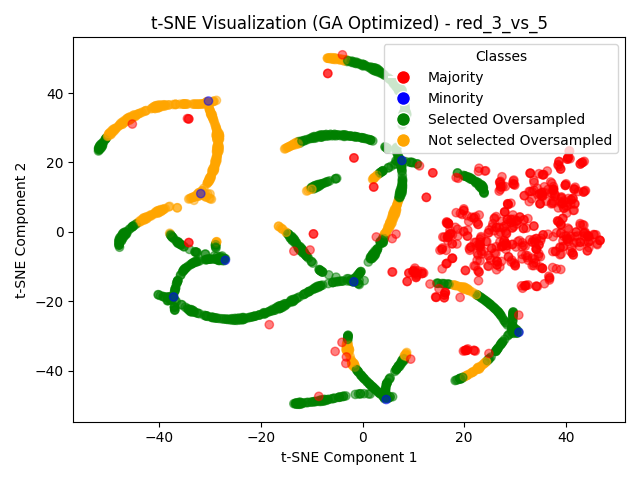 t-SNE Visualization (GA Optimized) - red_3_vs_5
Classes
Majority
Minority
Selected Oversampled
Not selected Oversampled
t-SNE Component 2
40
20
0
−20
−40
−40
−20
0
20
40
t-SNE Component 1